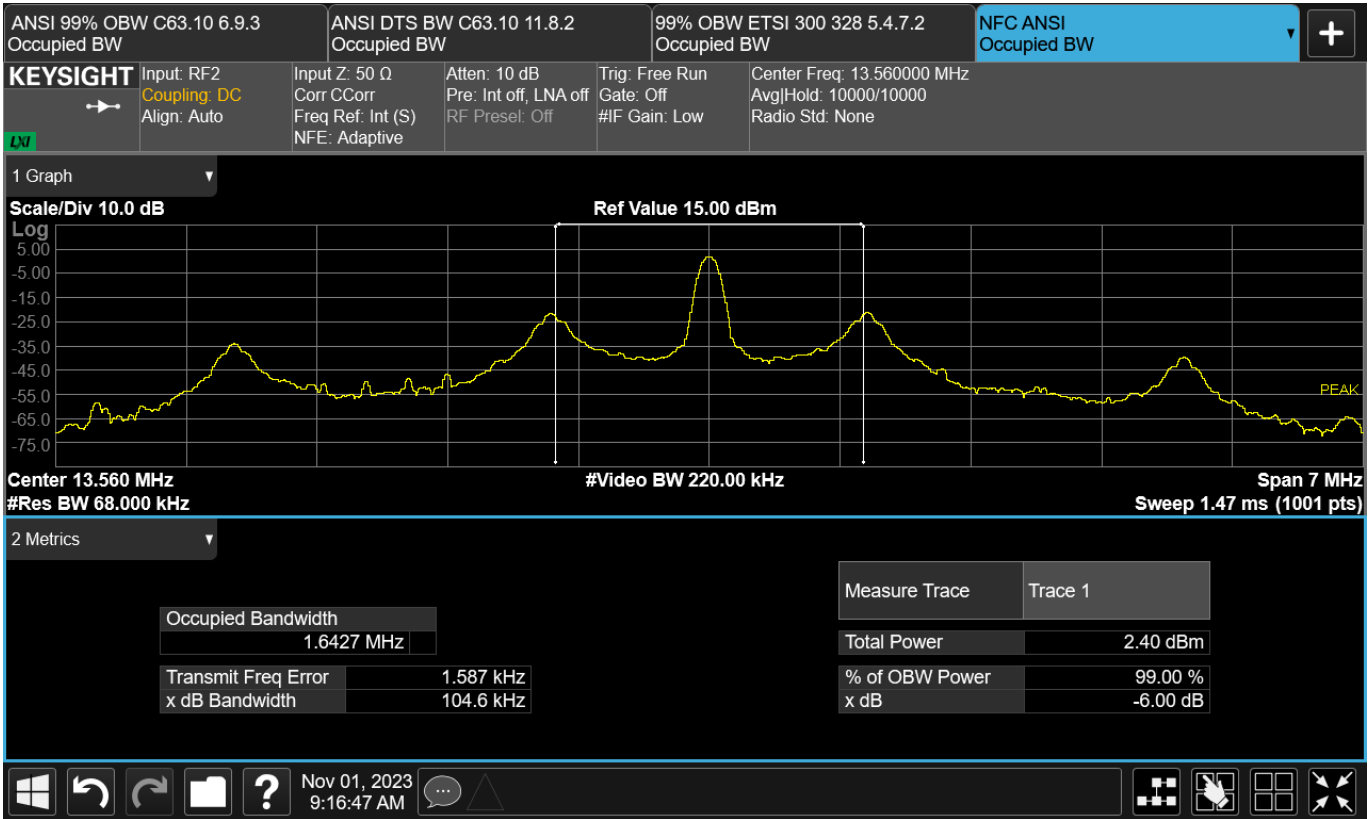 ANSI 99% OBW C63.10 6.9.3
Occupied BW
ANSI DTS BW C63.10 11.8.2
Occupied BW
99% OBW ETSI 300 328 5.4.7.2
Occupied BW
NFC ANSI
Occupied BW
KEYSIGHT
LXI
Input: RF2
Coupling: DC
Align: Auto
Input Z: 50 Ω
Corr CCorr
Freq Ref: Int (S)
NFE: Adaptive
Atten: 10 dB
Pre: Int off, LNA off
RF Presel: Off
Trig: Free Run
Gate: Off
#IF Gain: Low
Center Freq: 13.560000 MHz
Avg|Hold: 10000/10000
Radio Std: None
1 Graph
Scale/Div 10.0 dB
Ref Value 15.00 dBm
Log
5.00
-5.00
-15.0
-25.0
-35.0
-45.0
-55.0
-65.0
-75.0
PEAK
Center 13.560 MHz
#Video BW 220.00 kHz
Span 7 MHz
#Res BW 68.000 kHz
Sweep 1.47 ms (1001 pts)
2 Metrics
Measure Trace Trace 1
Occupied Bandwidth
1.6427 MHz
Total Power 2.40 dBm
Transmit Freq Error 1.587 kHz
% of OBW Power 99.00 %
x dB Bandwidth 104.6 kHz
x dB -6.00 dB
?
Nov 01, 2023
9:16:47 AM